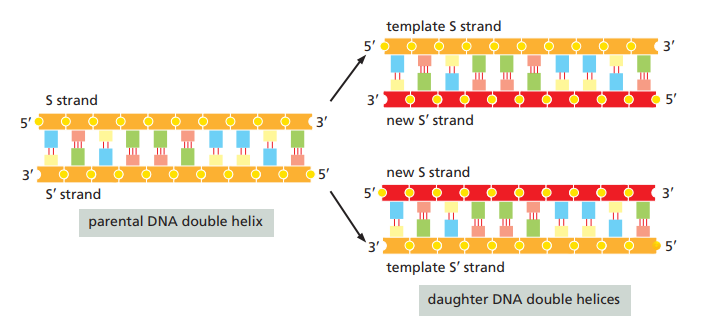 S strand
5′ 3′
3′ 5′
S′ strand
parental DNA double helix
template S strand
5′ 3′
3′ 5′
new S′ strand
new S strand
5′ 3′
3′ 5′
template S′ strand
daughter DNA double helices